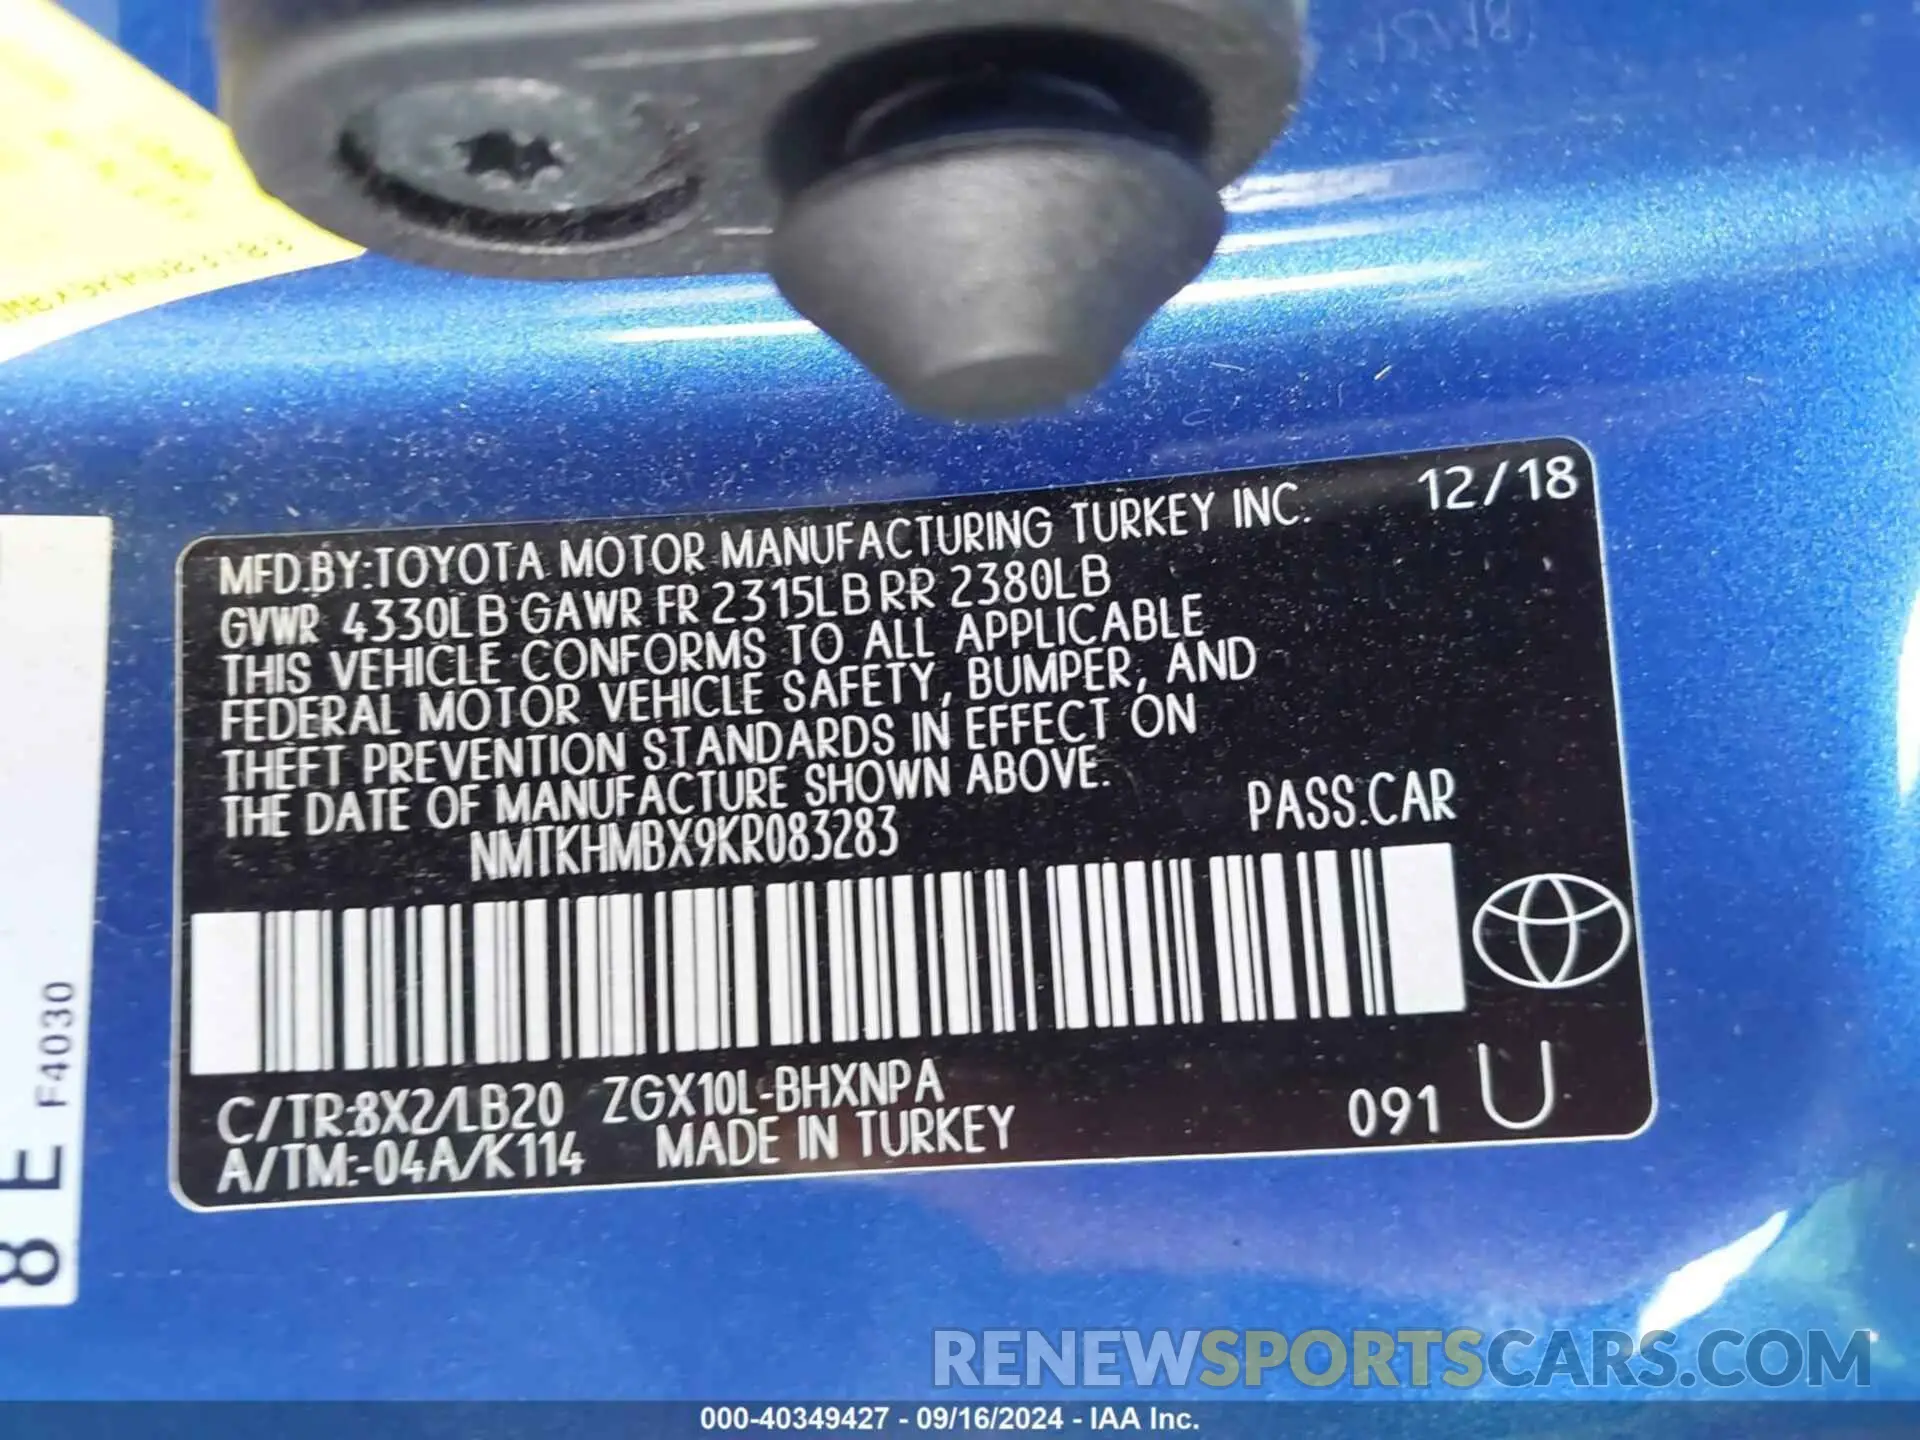 MFD.BY:TOYOTA MOTOR MANUFACTURING TURKEY INC. 12/18
GVWR 4330LB GAWR FR 2315LB RR 2380LB
THIS VEHICLE CONFORMS TO ALL APPLICABLE
FEDERAL MOTOR VEHICLE SAFETY, BUMPER, AND
THEFT PREVENTION STANDARDS IN EFFECT ON
THE DATE OF MANUFACTURE SHOWN ABOVE.
NMTKHMBX9KR083283 PASS.CAR
C/TR:8X2/LB20 ZGX10L-BHXNPA
A/TM:-04A/K114 MADE IN TURKEY 091 U
F4030
8 E
RENEWSPORTSCARS.COM
000-40349427 - 09/16/2024 - IAA Inc.